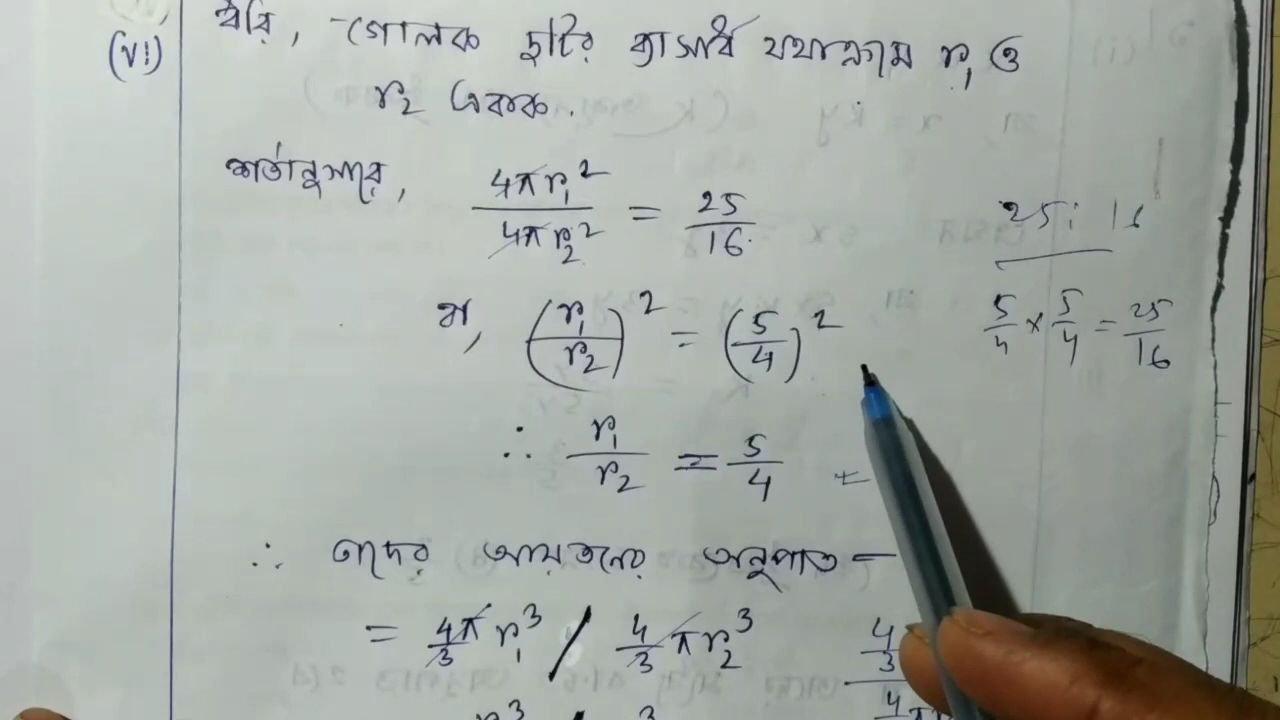 (vi) ধরি, গোলক দুটির ব্যাসার্ধ যথাক্রমে r₁ ও
r₂ একক.
শর্তানুসারে, 4πr₁² / 4πr₂² = 25/16
25 : 16
বা, (r₁/r₂)² = (5/4)²
5/4 × 5/4 = 25/16
∴ r₁/r₂ = 5/4
∴ তাদের আয়তনের অনুপাত —
= 4/3 π r₁³ / 4/3 π r₂³